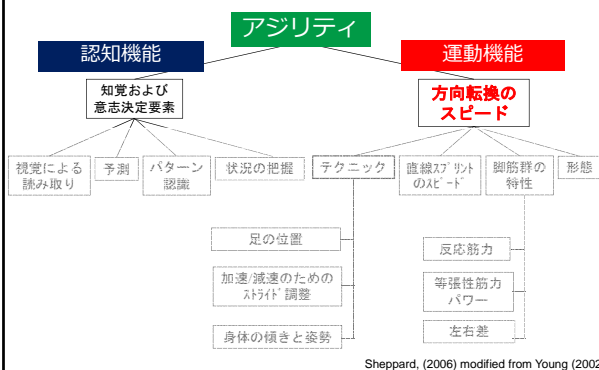 アジリティ
認知機能
運動機能
知覚および
意志決定要素
方向転換の
スピード
視覚による
読み取り
予測
パターン
認識
状況の把握
テクニック
直線ｽﾌﾟﾘﾝﾄ
のｽﾋﾟｰﾄﾞ
脚筋群の
特性
形態
足の位置
加速/減速のための
ｽﾄﾗｲﾄﾞ調整
身体の傾きと姿勢
反応筋力
等張性筋力
パワー
左右差
Sheppard, (2006) modified from Young (2002